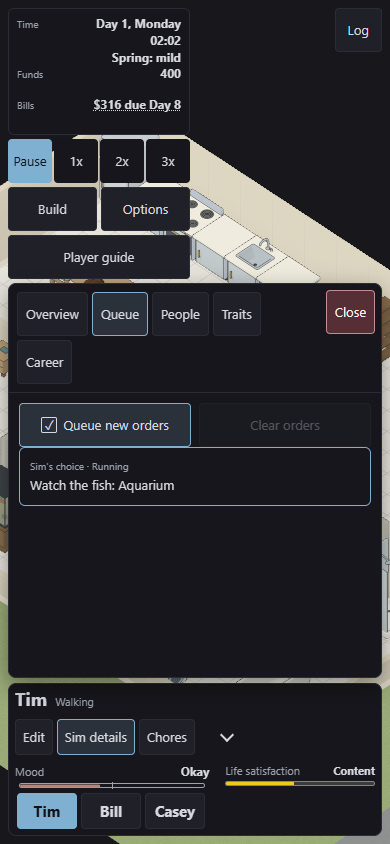 Time Day 1, Monday
02:02
Spring: mild
Funds 400
Bills $316 due Day 8
Log
Pause 1x 2x 3x
Build Options
Player guide
Overview Queue People Traits Close
Career
Queue new orders Clear orders
Sim's choice · Running
Watch the fish: Aquarium
Tim Walking
Edit Sim details Chores
Mood Okay Life satisfaction Content
Tim Bill Casey